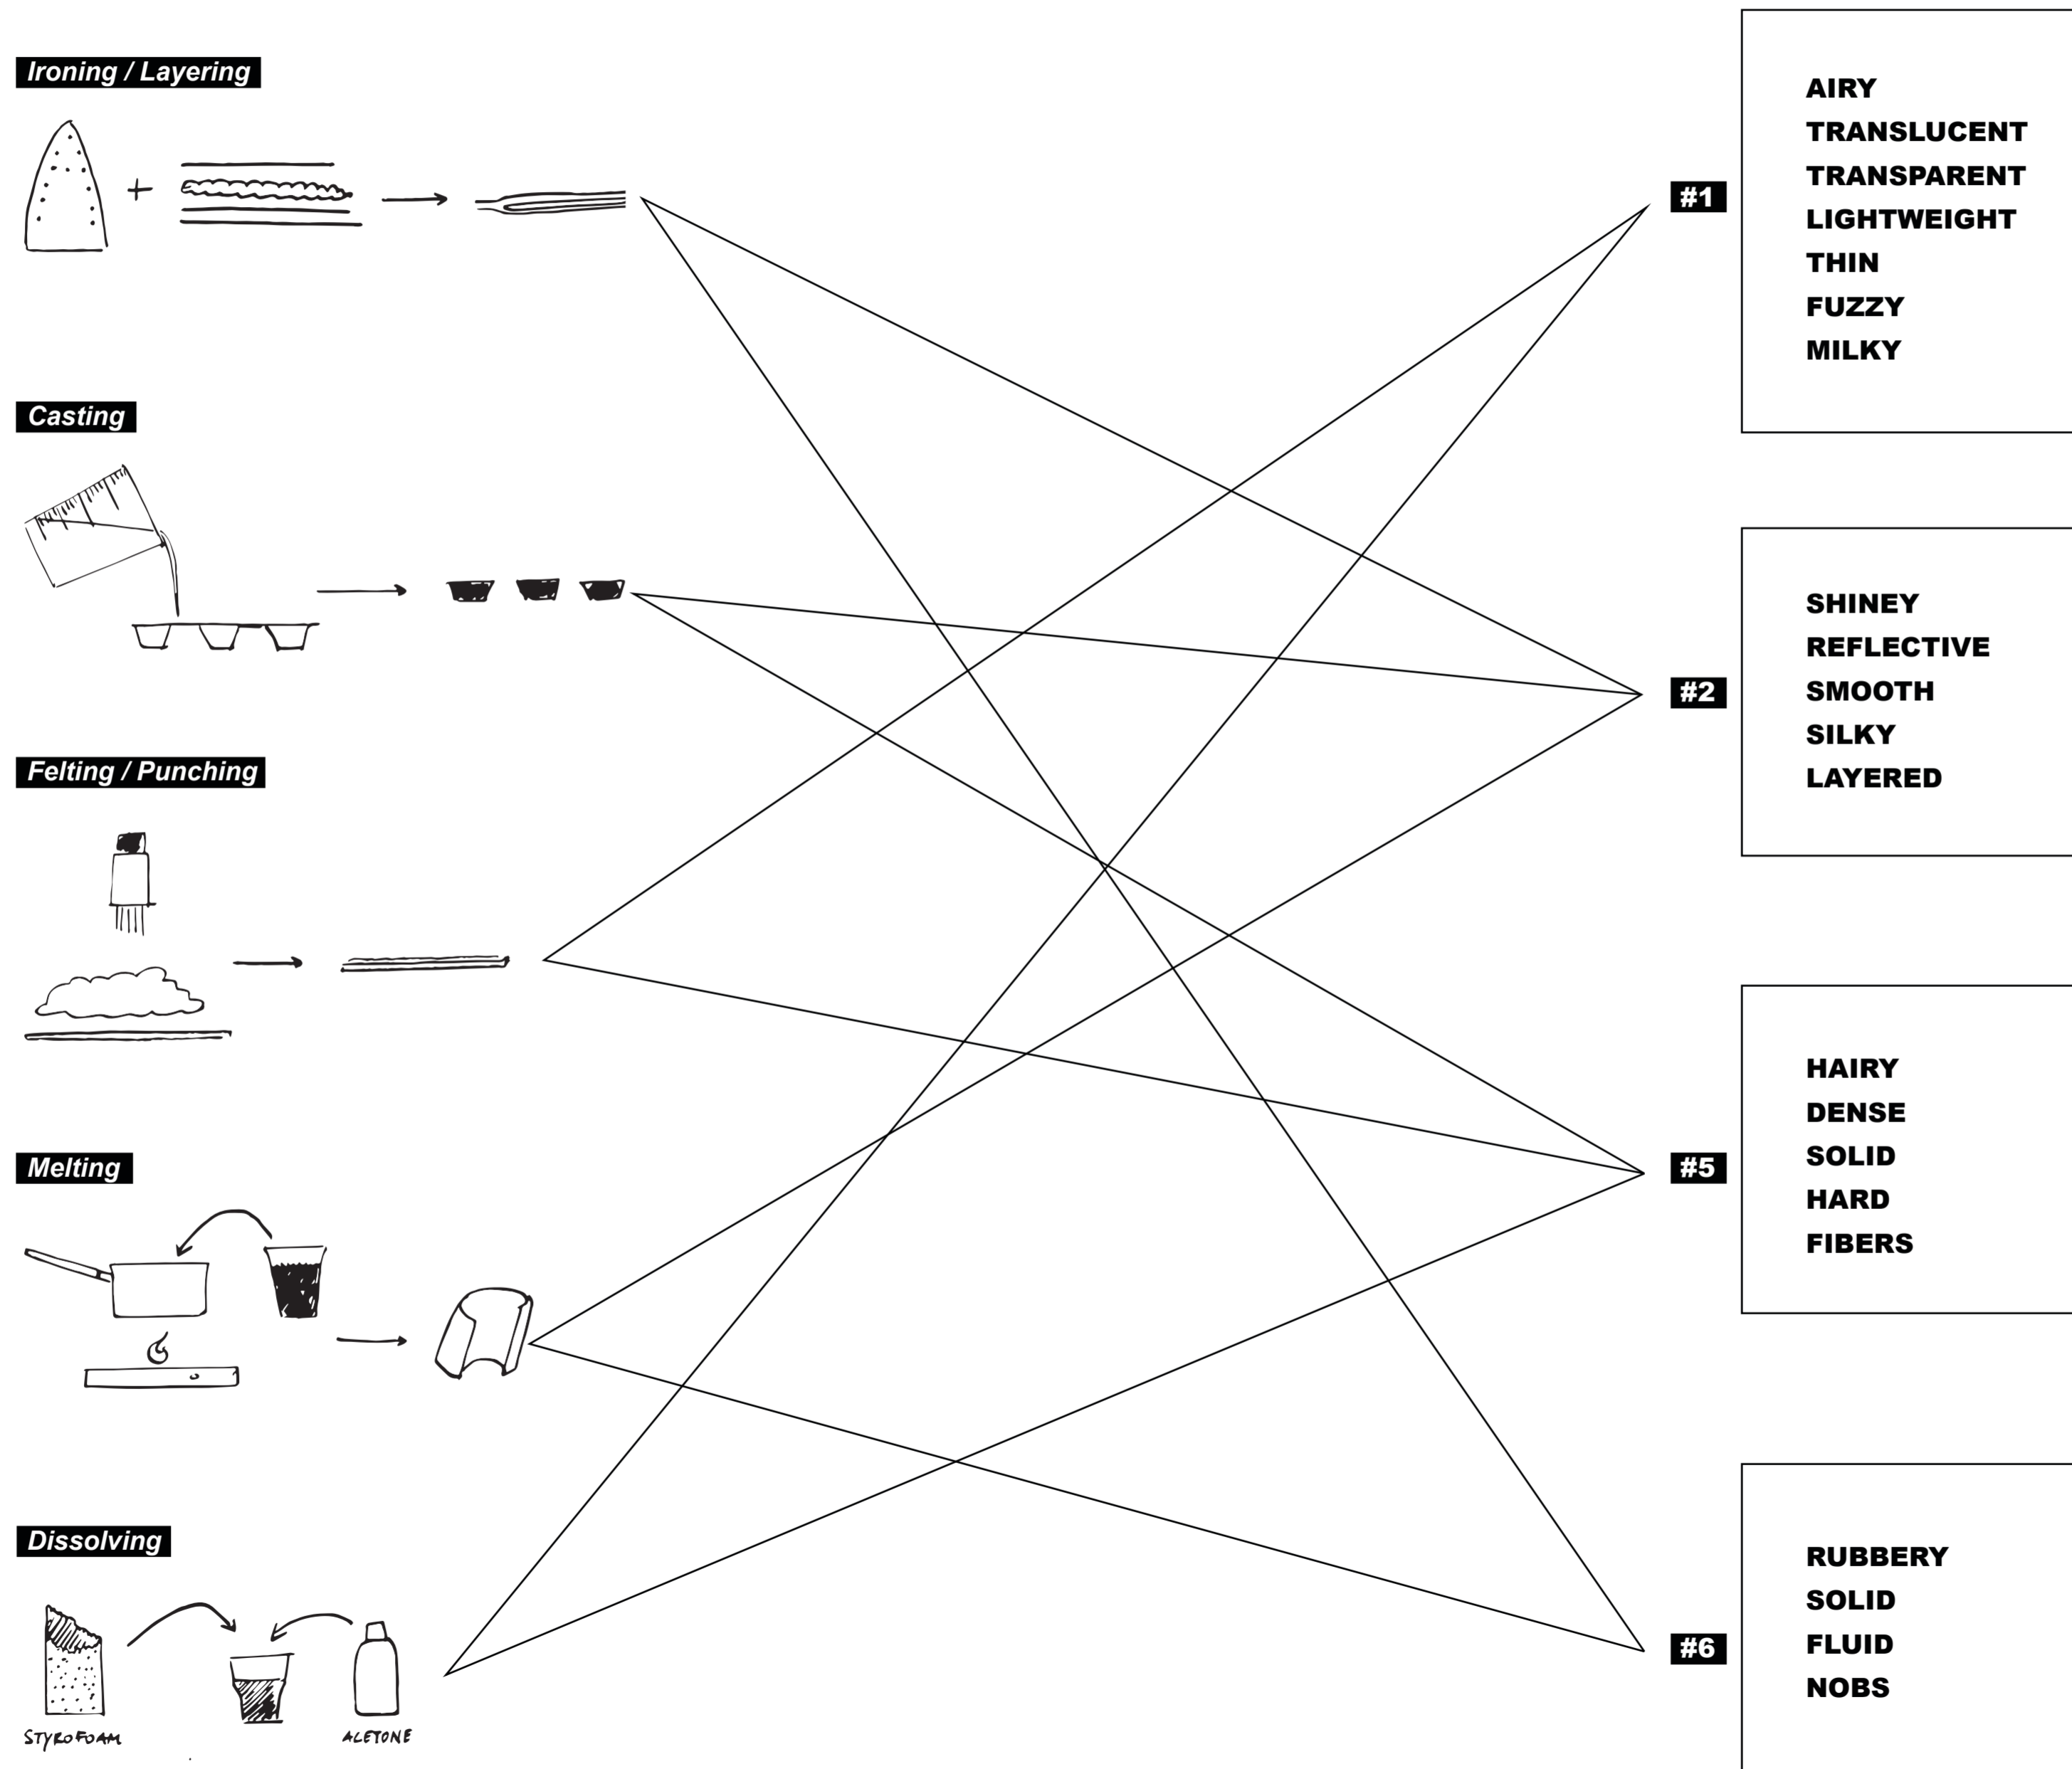 Ironing / Layering
Casting
Felting / Punching
Melting
Dissolving
STYROFOAM
ACETONE
#1
AIRY
TRANSLUCENT
TRANSPARENT
LIGHTWEIGHT
THIN
FUZZY
MILKY
#2
SHINEY
REFLECTIVE
SMOOTH
SILKY
LAYERED
#5
HAIRY
DENSE
SOLID
HARD
FIBERS
#6
RUBBERY
SOLID
FLUID
NOBS